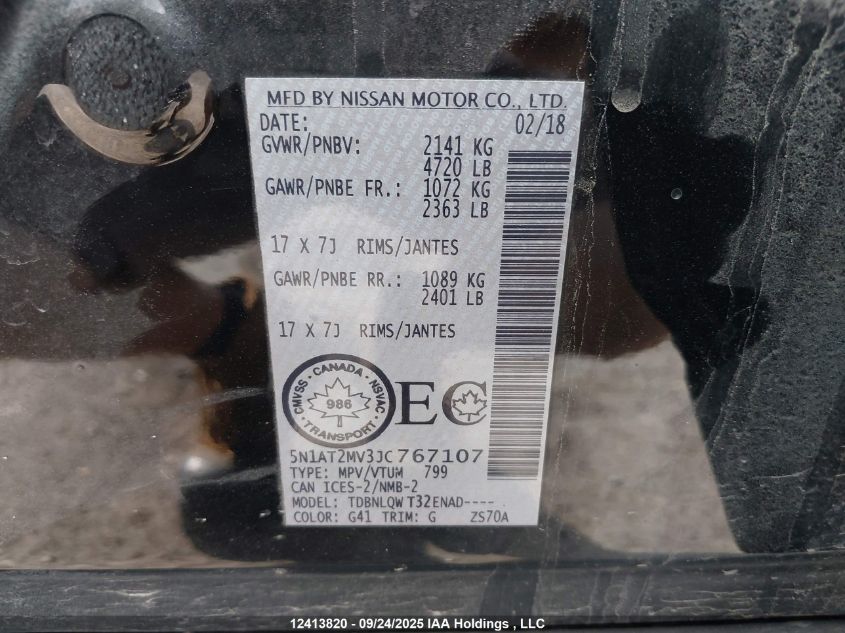 MFD BY NISSAN MOTOR CO., LTD.
DATE: 02/18
GVWR/PNBV: 2141 KG
4720 LB
GAWR/PNBE FR.: 1072 KG
2363 LB
17 X 7J RIMS/JANTES
GAWR/PNBE RR.: 1089 KG
2401 LB
17 X 7J RIMS/JANTES
CMVSS · CANADA · NSVAC
986
TRANSPORT
EC
5N1AT2MV3JC767107
TYPE: MPV/VTUM 799
CAN ICES-2/NMB-2
MODEL: TDBNLQW T32ENAD----
COLOR: G41 TRIM: G ZS70A
12413820 - 09/24/2025 IAA Holdings , LLC